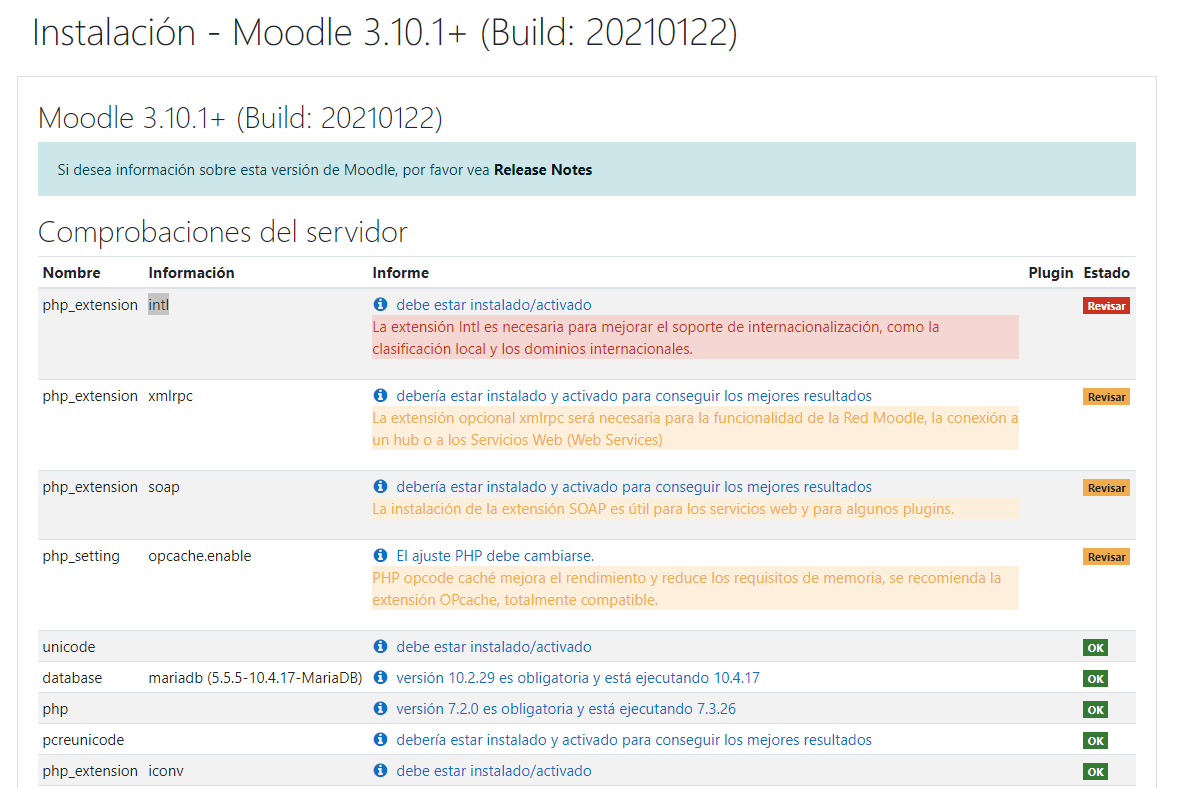 Instalación - Moodle 3.10.1+ (Build: 20210122)
Moodle 3.10.1+ (Build: 20210122)
Si desea información sobre esta versión de Moodle, por favor vea Release Notes
Comprobaciones del servidor
Nombre Información Informe Plugin Estado
php_extension intl debe estar instalado/activado Revisar
La extensión Intl es necesaria para mejorar el soporte de internacionalización, como la
clasificación local y los dominios internacionales.
php_extension xmlrpc debería estar instalado y activado para conseguir los mejores resultados Revisar
La extensión opcional xmlrpc será necesaria para la funcionalidad de la Red Moodle, la conexión a
un hub o a los Servicios Web (Web Services)
php_extension soap debería estar instalado y activado para conseguir los mejores resultados Revisar
La instalación de la extensión SOAP es útil para los servicios web y para algunos plugins.
php_setting opcache.enable El ajuste PHP debe cambiarse. Revisar
PHP opcode caché mejora el rendimiento y reduce los requisitos de memoria, se recomienda la
extensión OPcache, totalmente compatible.
unicode debe estar instalado/activado OK
database mariadb (5.5.5-10.4.17-MariaDB) versión 10.2.29 es obligatoria y está ejecutando 10.4.17 OK
php versión 7.2.0 es obligatoria y está ejecutando 7.3.26 OK
pcreunicode debería estar instalado y activado para conseguir los mejores resultados OK
php_extension iconv debe estar instalado/activado OK